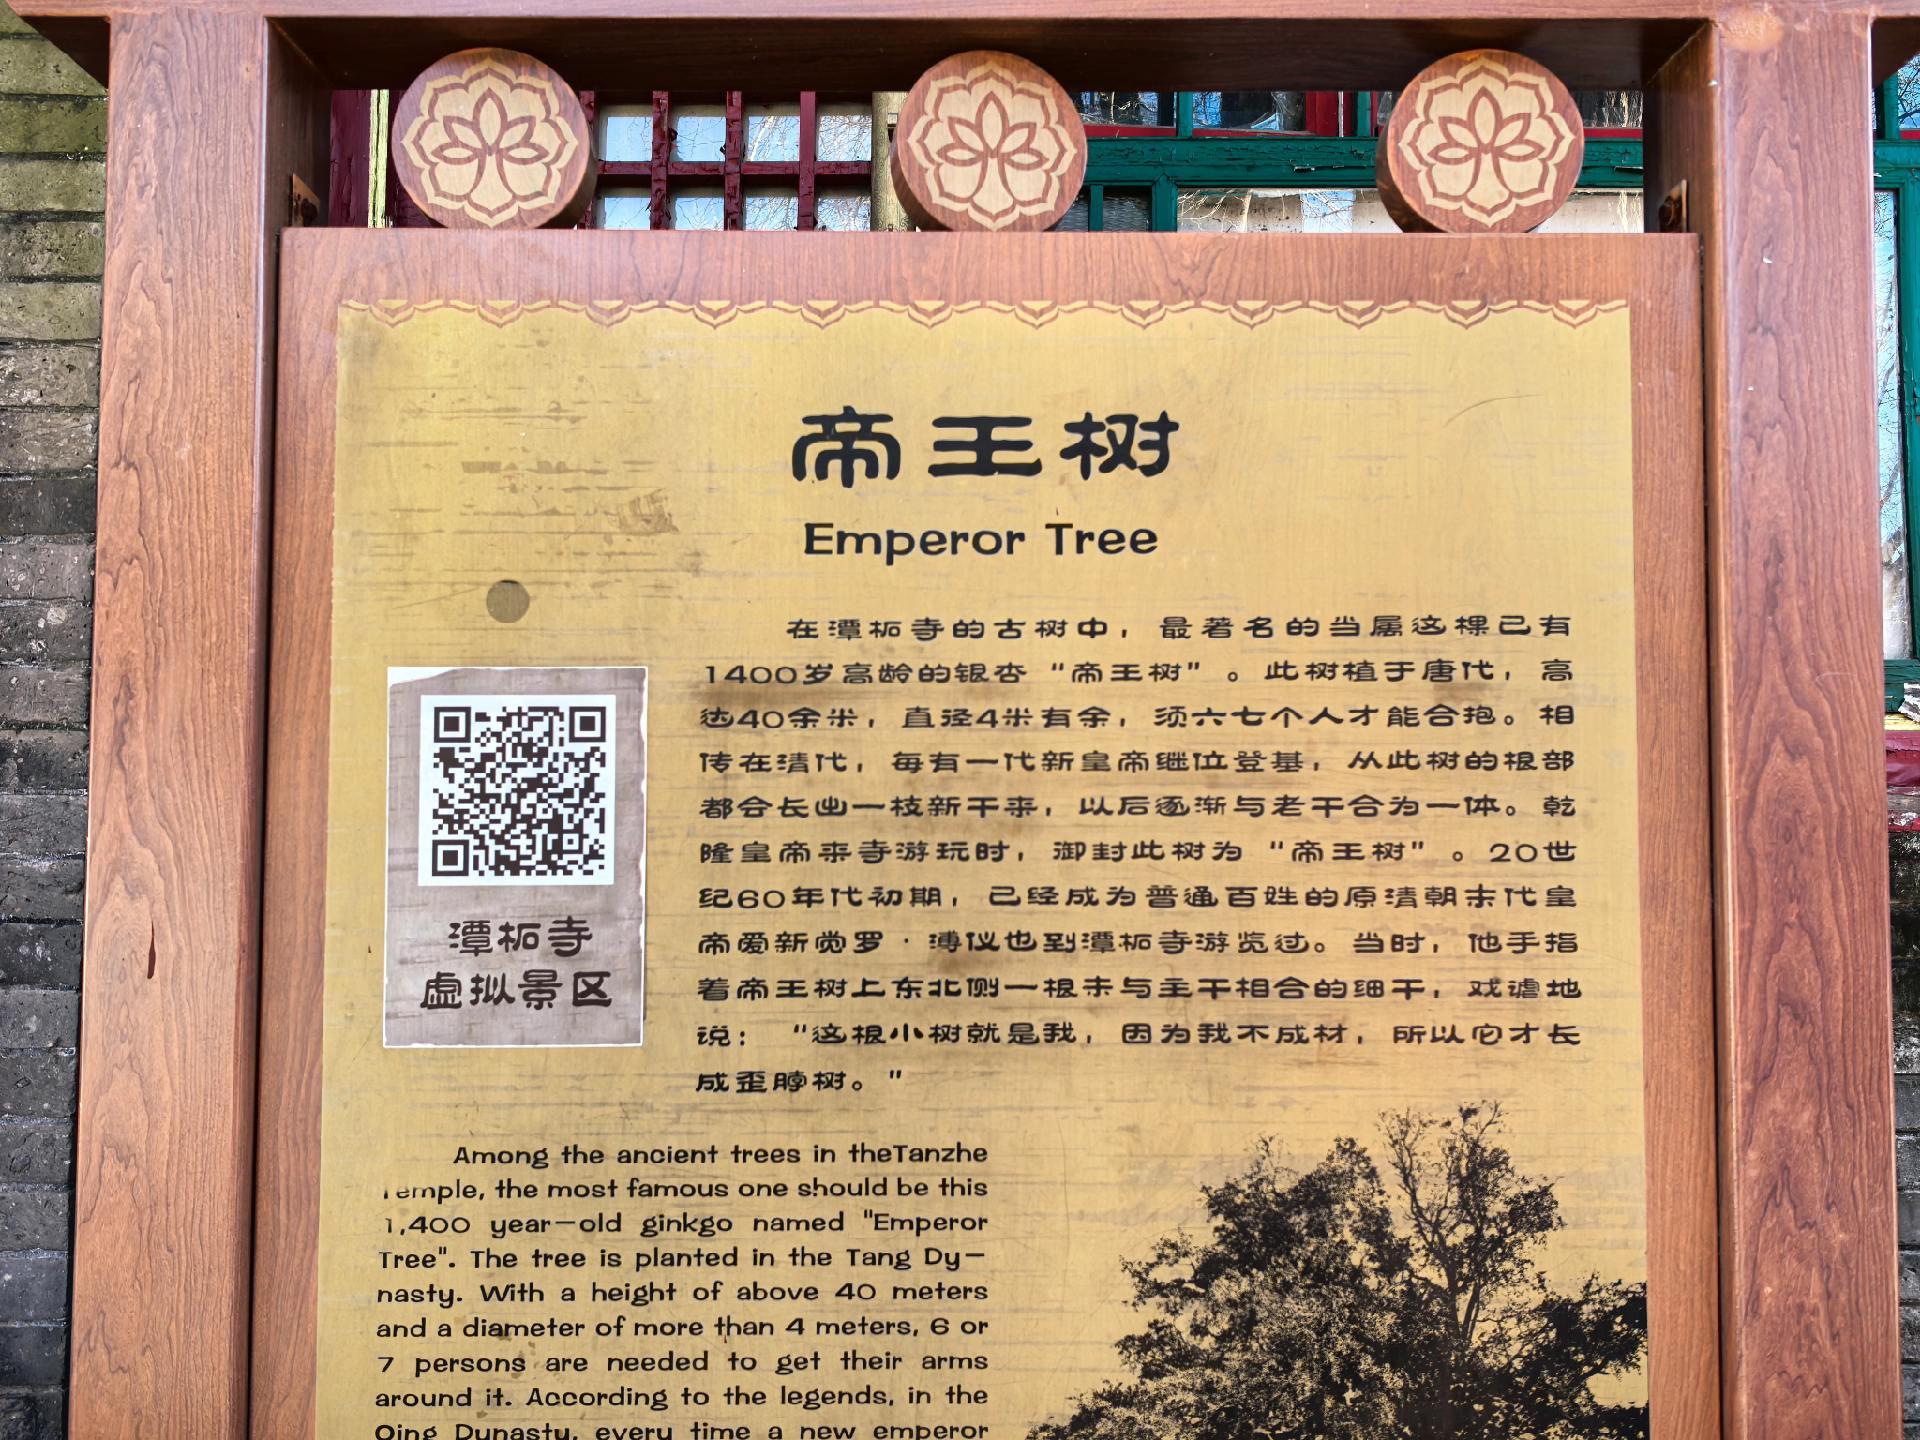 帝王树
Emperor Tree
在潭柘寺的古树中，最著名的当属这棵已有
1400岁高龄的银杏“帝王树”。此树植于唐代，高
达40余米，直径4米有余，须六七个人才能合抱。相
传在清代，每有一代新皇帝继位登基，从此树的根部
都会长出一枝新干来，以后逐渐与老干合为一体。乾
隆皇帝来寺游玩时，御封此树为“帝王树”。20世
纪60年代初期，已经成为普通百姓的原清朝末代皇
帝爱新觉罗·溥仪也到潭柘寺游览过。当时，他手指
着帝王树上东北侧一根未与主干相合的细干，戏谑地
说：“这根小树就是我，因为我不成材，所以它才长
成歪脖树。”
潭柘寺
虚拟景区
Among the ancient trees in theTanzhe
Temple, the most famous one should be this
1,400 year-old ginkgo named "Emperor
Tree". The tree is planted in the Tang Dy-
nasty. With a height of above 40 meters
and a diameter of more than 4 meters, 6 or
7 persons are needed to get their arms
around it. According to the legends, in the
Qing Dynasty, every time a new emperor